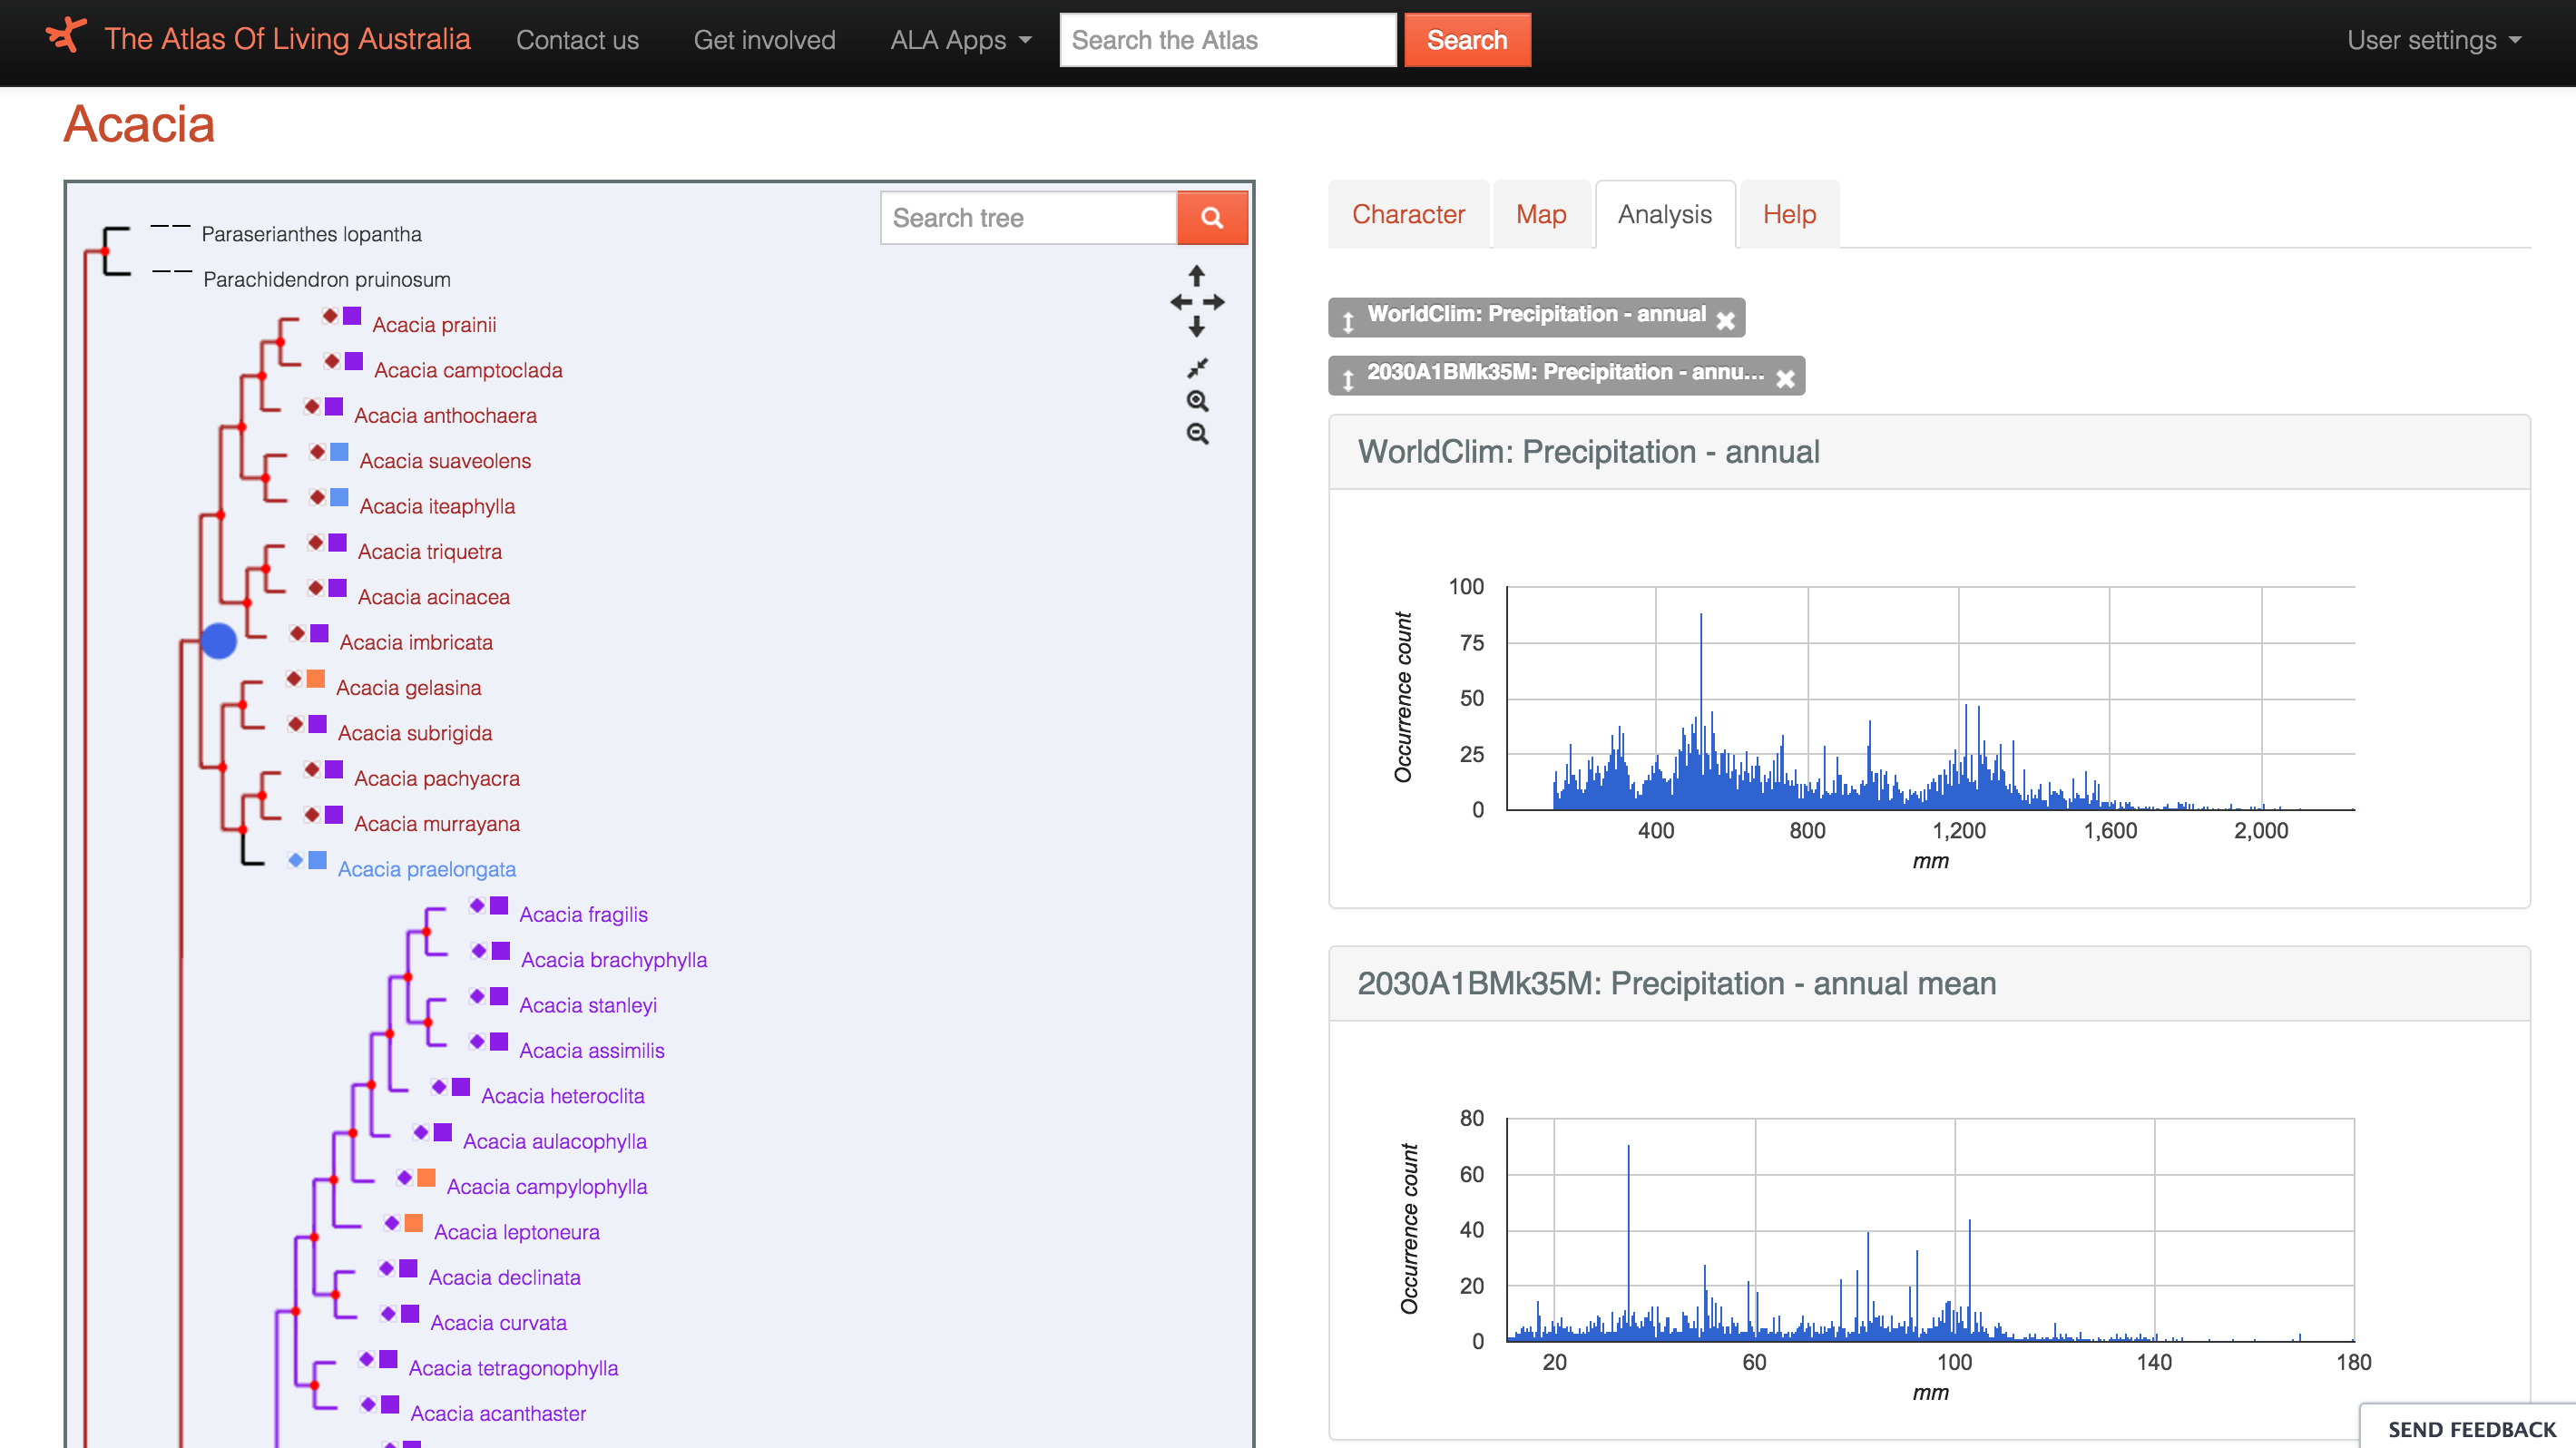 The Atlas Of Living Australia Contact us Get involved ALA Apps Search the Atlas Search User settings
Acacia
Search tree
Paraserianthes lopantha
Parachidendron pruinosum
Acacia prainii
Acacia camptoclada
Acacia anthochaera
Acacia suaveolens
Acacia iteaphylla
Acacia triquetra
Acacia acinacea
Acacia imbricata
Acacia gelasina
Acacia subrigida
Acacia pachyacra
Acacia murrayana
Acacia praelongata
Acacia fragilis
Acacia brachyphylla
Acacia stanleyi
Acacia assimilis
Acacia heteroclita
Acacia aulacophylla
Acacia campylophylla
Acacia leptoneura
Acacia declinata
Acacia curvata
Acacia tetragonophylla
Acacia acanthaster
Character Map Analysis Help
WorldClim: Precipitation - annual
2030A1BMk35M: Precipitation - annu...
WorldClim: Precipitation - annual
Occurrence count
100
75
50
25
0
400 800 1,200 1,600 2,000
mm
2030A1BMk35M: Precipitation - annual mean
Occurrence count
80
60
40
20
0
20 60 100 140 180
mm
SEND FEEDBACK